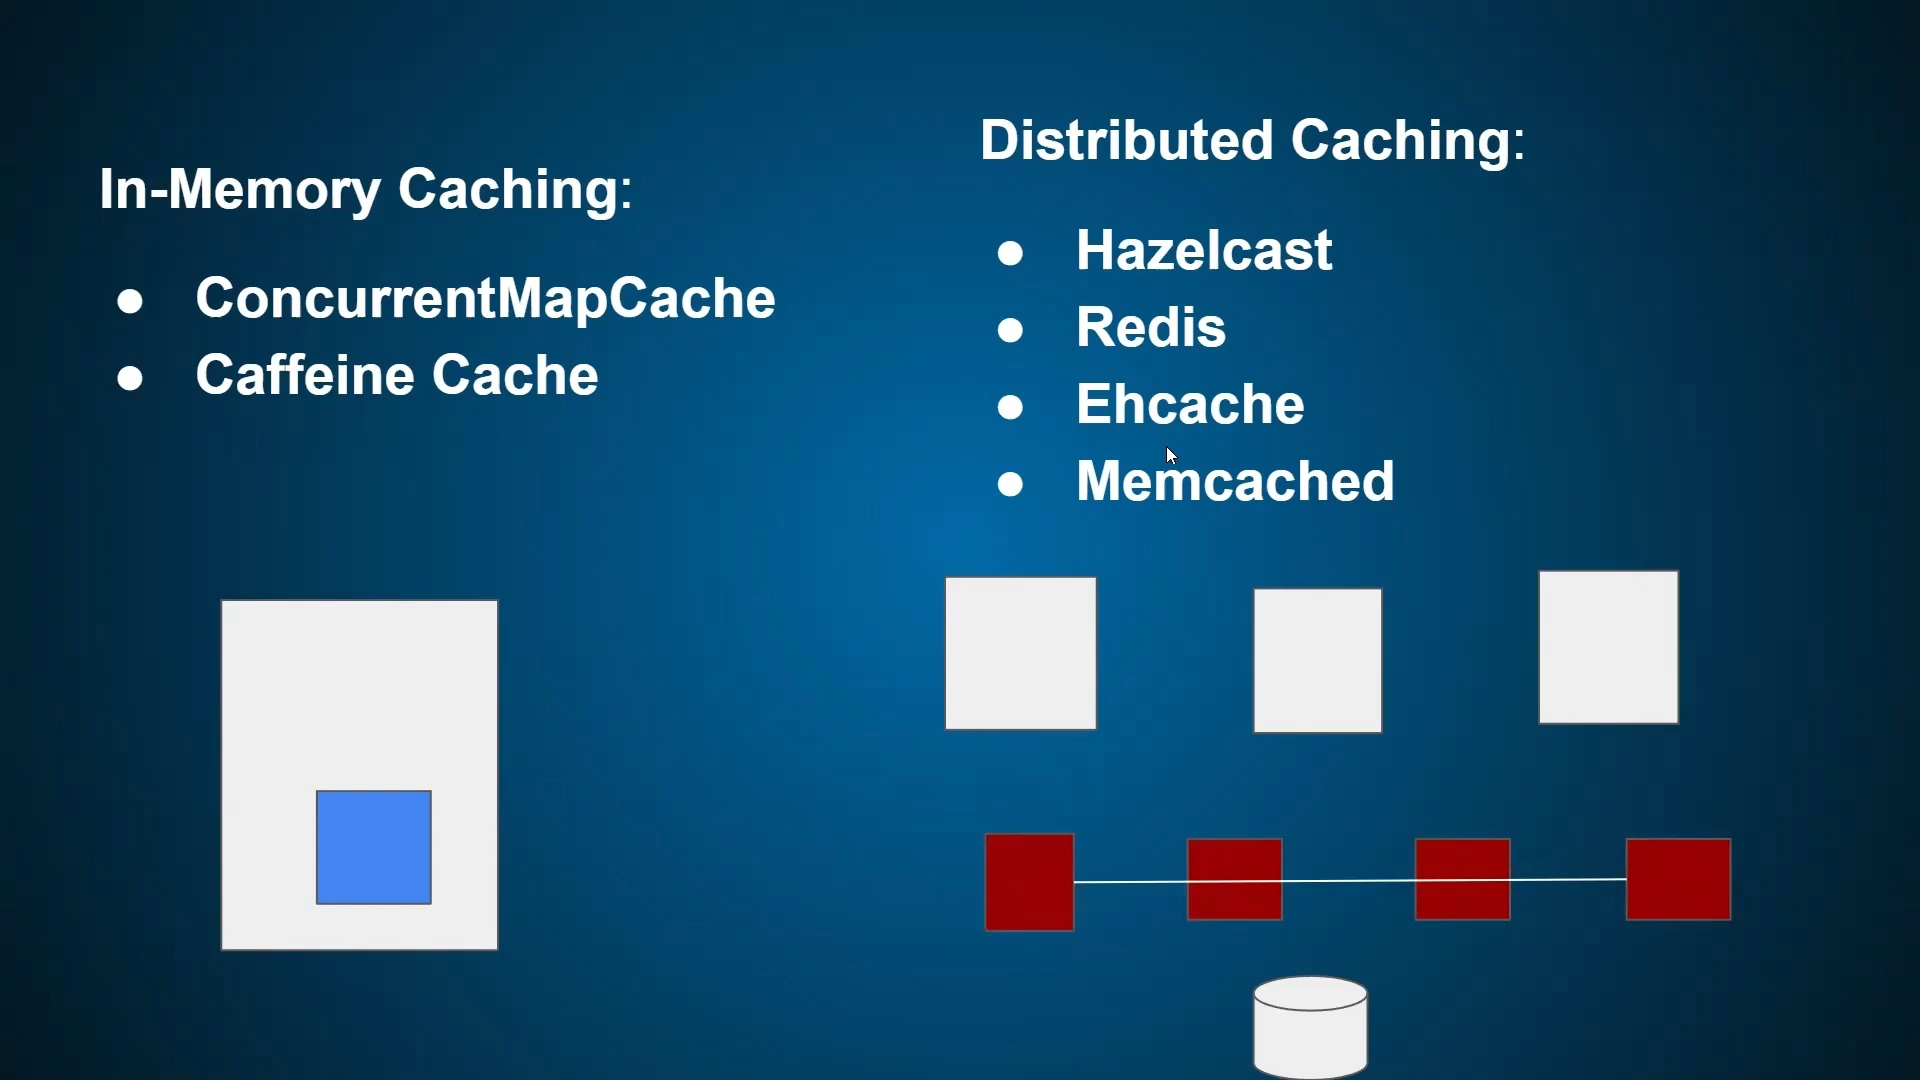 In-Memory Caching:
● ConcurrentMapCache
● Caffeine Cache
Distributed Caching:
● Hazelcast
● Redis
● Ehcache
● Memcached